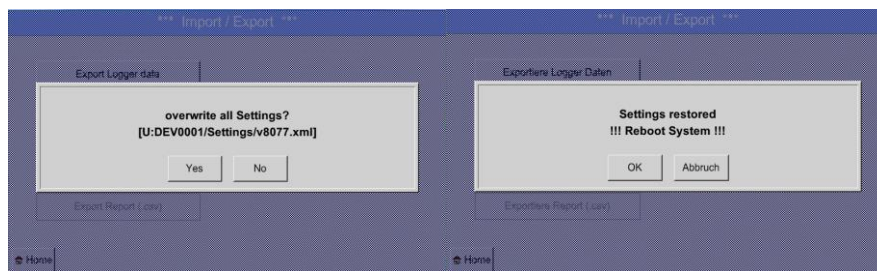 *** Import / Export ***
Export Logger data
overwrite all Settings?
[U:DEV0001/Settings/v8077.xml]
Yes No
Export Report (.csv)
Home
*** Import / Export ***
Exportiere Logger Daten
Settings restored
!!! Reboot System !!!
OK Abbruch
Exportiere Report (.csv)
Home